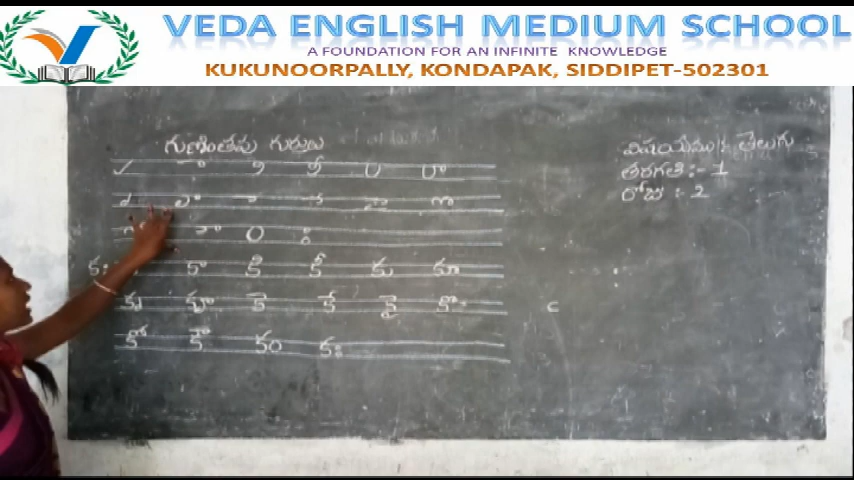 VEDA ENGLISH MEDIUM SCHOOL
A FOUNDATION FOR AN INFINITE KNOWLEDGE
KUKUNOORPALLY, KONDAPAK, SIDDIPET-502301
గుణింతపు గుర్తులు
విషయము: తెలుగు
తరగతి :- 1
రోజు :- 2
క: కా కి కీ కు కూ
కృ కౄ కె కే కై కొ
కో కౌ కం కః